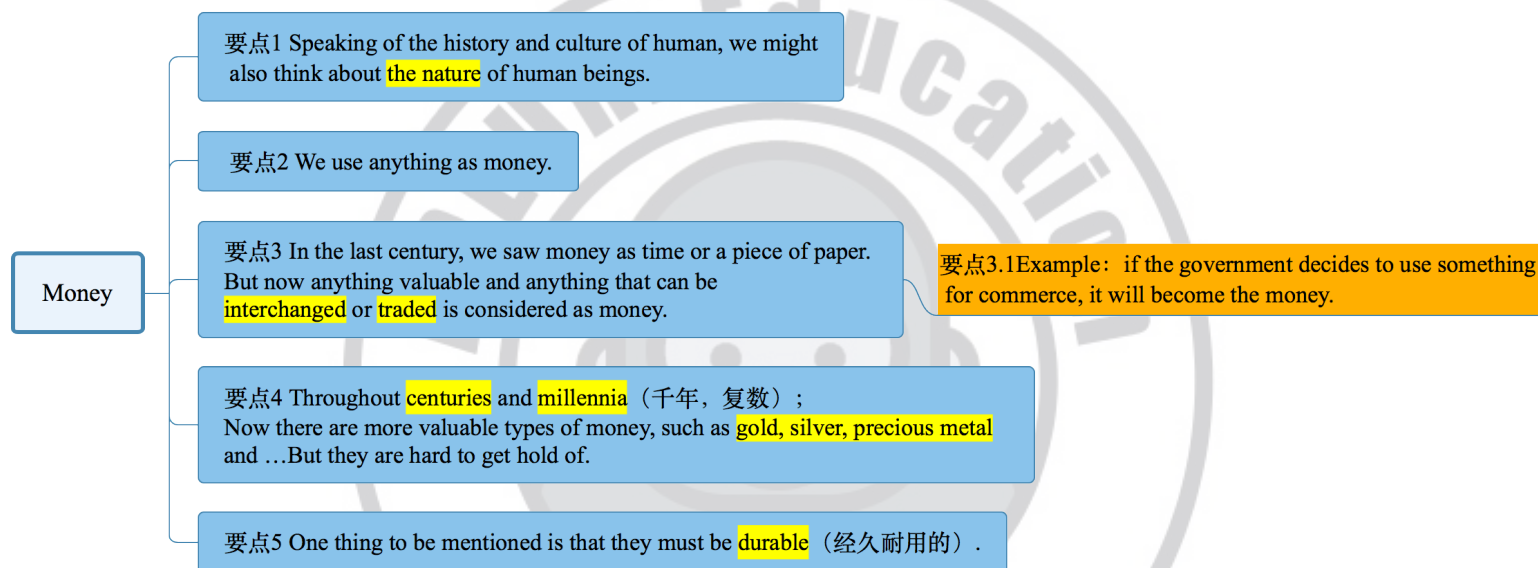 要点1 Speaking of the history and culture of human, we might
also think about the nature of human beings.
要点2 We use anything as money.
Money
要点3 In the last century, we saw money as time or a piece of paper.
But now anything valuable and anything that can be
interchanged or traded is considered as money.
要点3.1Example：if the government decides to use something
for commerce, it will become the money.
要点4 Throughout centuries and millennia（千年，复数）;
Now there are more valuable types of money, such as gold, silver, precious metal
and …But they are hard to get hold of.
要点5 One thing to be mentioned is that they must be durable（经久耐用的）.
Education